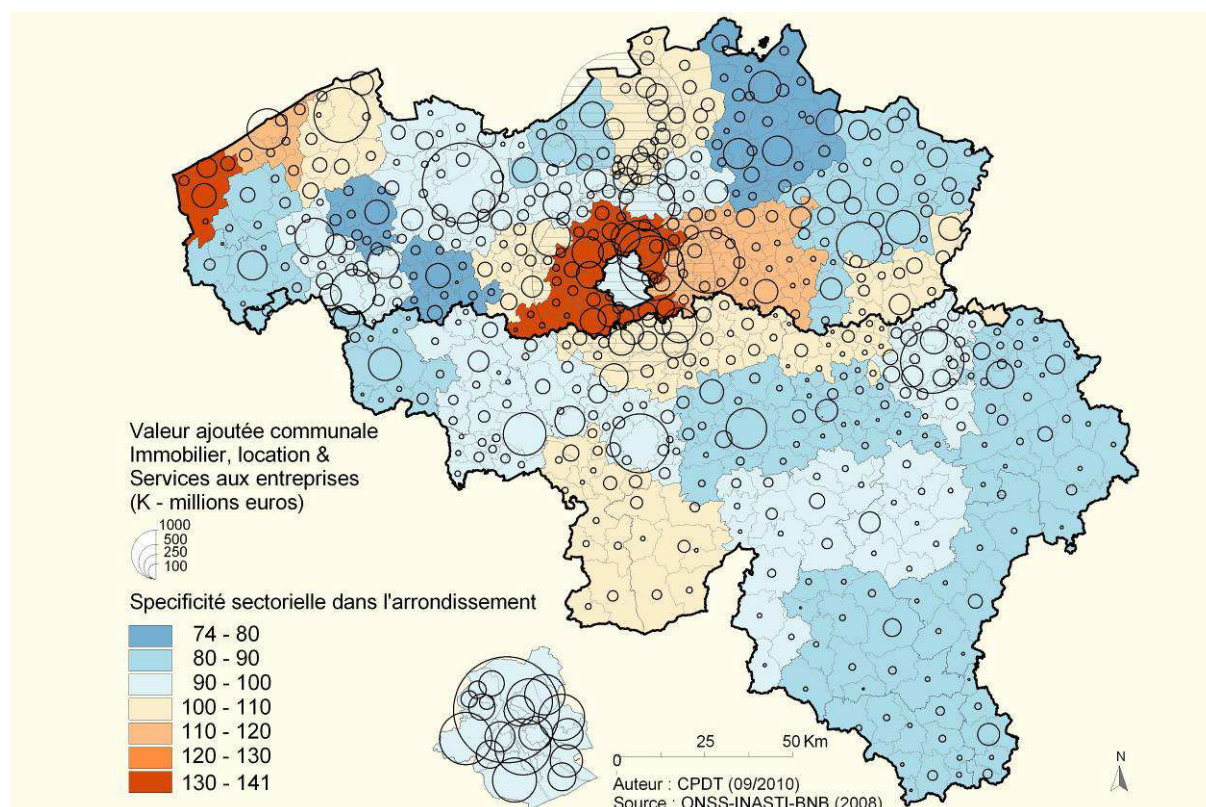 Valeur ajoutée communale
Immobilier, location &
Services aux entreprises
(K - millions euros)
1000
500
250
100
Specificité sectorielle dans l'arrondissement
74 - 80
80 - 90
90 - 100
100 - 110
110 - 120
120 - 130
130 - 141
0 25 50 Km
N
Auteur : CPDT (09/2010)
Source : ONSS-INASTI-BNB (2008)